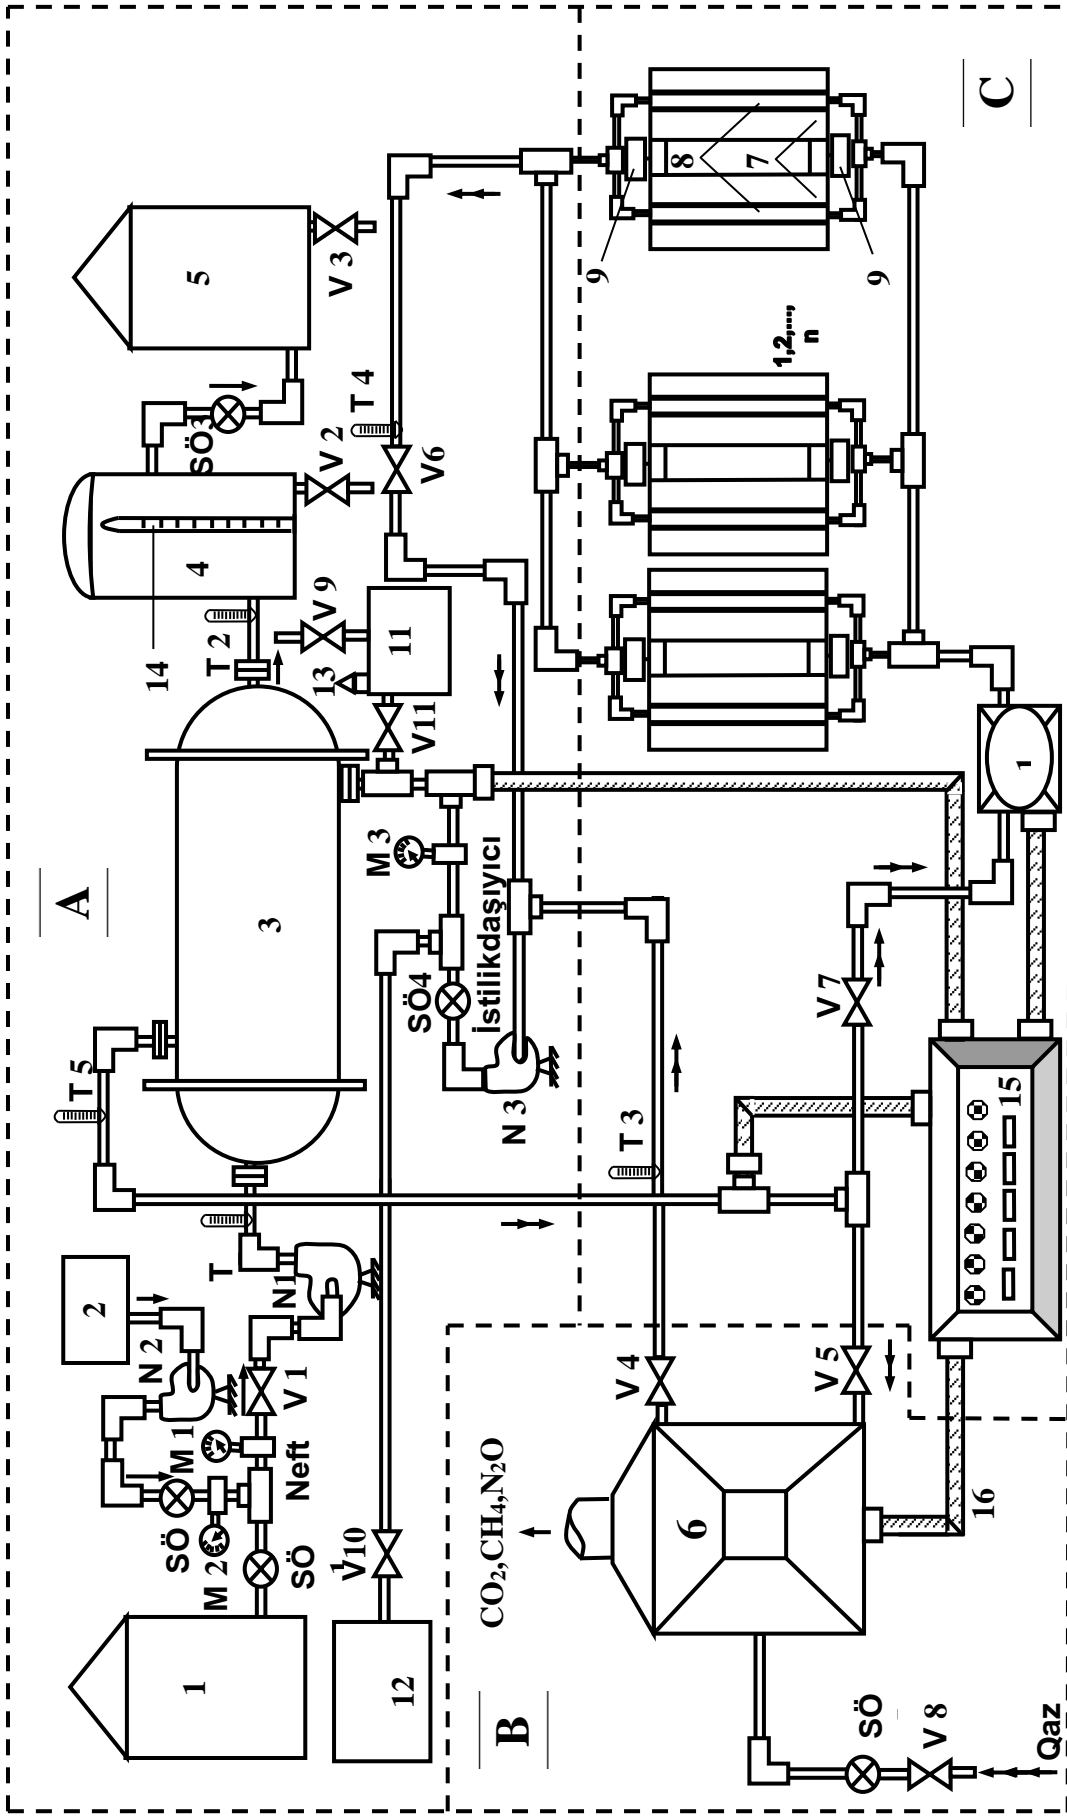 A
1
2
3
4
5
14
T 5
T 2
T
N 2
N1
M 1
M 2
SÖ
SÖ
V 1
Neft
SÖ3
V 3
V 2
T 4
V6
V 9
11
13
V11
M 3
SÖ4
İstilikdaşıyıcı
N 3
12
V10
1
B
CO2,CH4,N2O
6
V 4
V 5
T 3
SÖ
V 8
Qaz
16
C
8
7
9
9
1,2,...,
n
V 7
15
1